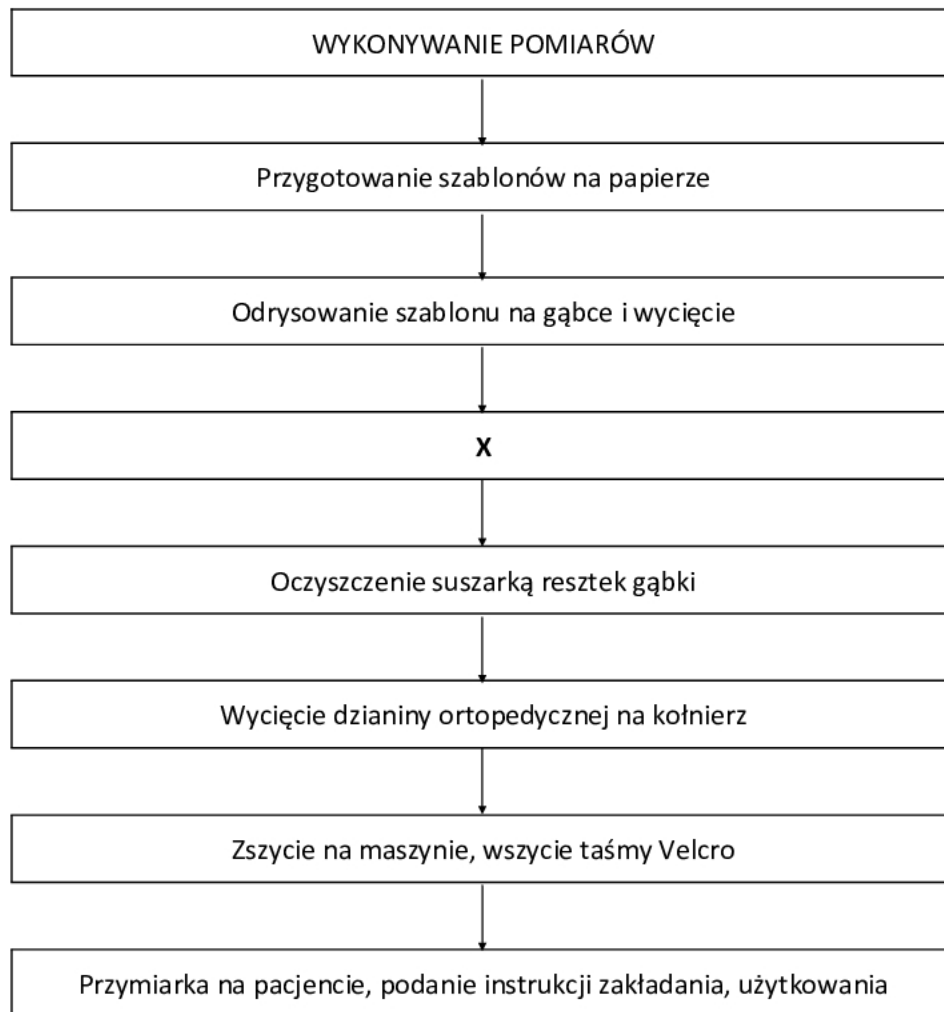 WYKONYWANIE POMIARÓW
Przygotowanie szablonów na papierze
Odrysowanie szablonu na gąbce i wycięcie
X
Oczyszczenie suszarką resztek gąbki
Wycięcie dzianiny ortopedycznej na kołnierz
Zszycie na maszynie, wszycie taśmy Velcro
Przymiarka na pacjencie, podanie instrukcji zakładania, użytkowania